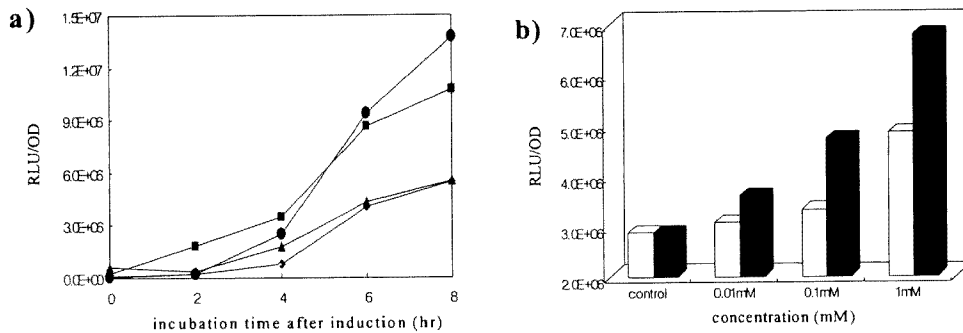 a)
1.5E+07
1.2E+07
9.0E+06
6.0E+06
3.0E+06
0.0E+00
RLU/OD
0 2 4 6 8
incubation time after induction (hr)
b)
7.0E+06
6.0E+06
5.0E+06
4.0E+06
3.0E+06
2.0E+06
RLU/OD
control 0.01mM 0.1mM 1mM
concentration (mM)